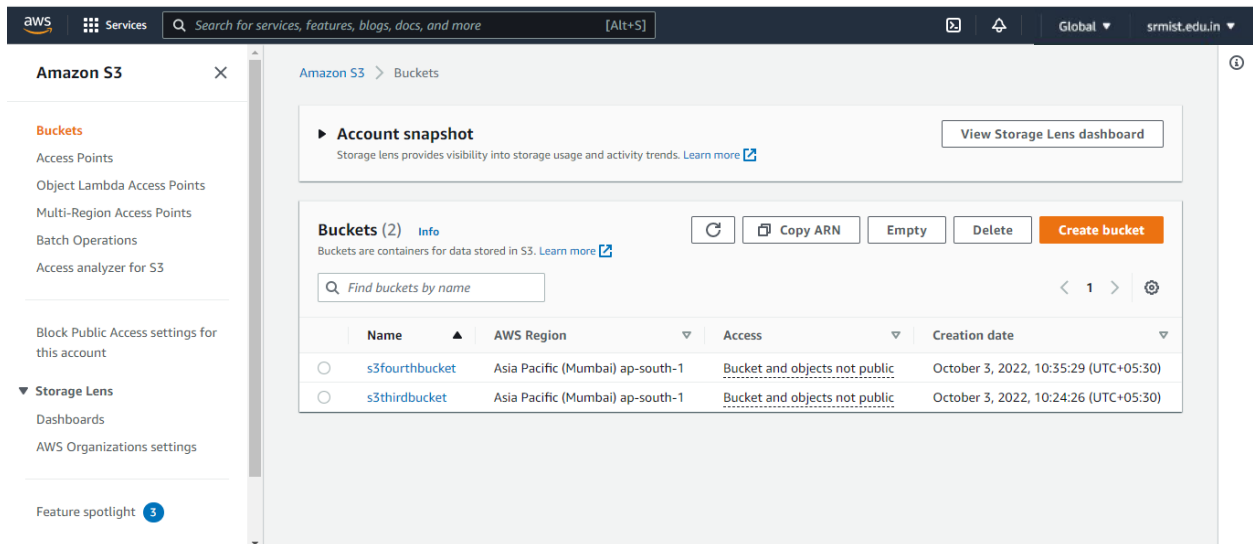 aws
Services
Search for services, features, blogs, docs, and more [Alt+S]
Global
srmist.edu.in
Amazon S3
Buckets
Access Points
Object Lambda Access Points
Multi-Region Access Points
Batch Operations
Access analyzer for S3
Block Public Access settings for
this account
Storage Lens
Dashboards
AWS Organizations settings
Feature spotlight 3
Amazon S3 > Buckets
Account snapshot
View Storage Lens dashboard
Storage lens provides visibility into storage usage and activity trends. Learn more
Buckets (2) Info
Copy ARN Empty Delete Create bucket
Buckets are containers for data stored in S3. Learn more
Find buckets by name
1
Name AWS Region Access Creation date
s3fourthbucket Asia Pacific (Mumbai) ap-south-1 Bucket and objects not public October 3, 2022, 10:35:29 (UTC+05:30)
s3thirdbucket Asia Pacific (Mumbai) ap-south-1 Bucket and objects not public October 3, 2022, 10:24:26 (UTC+05:30)